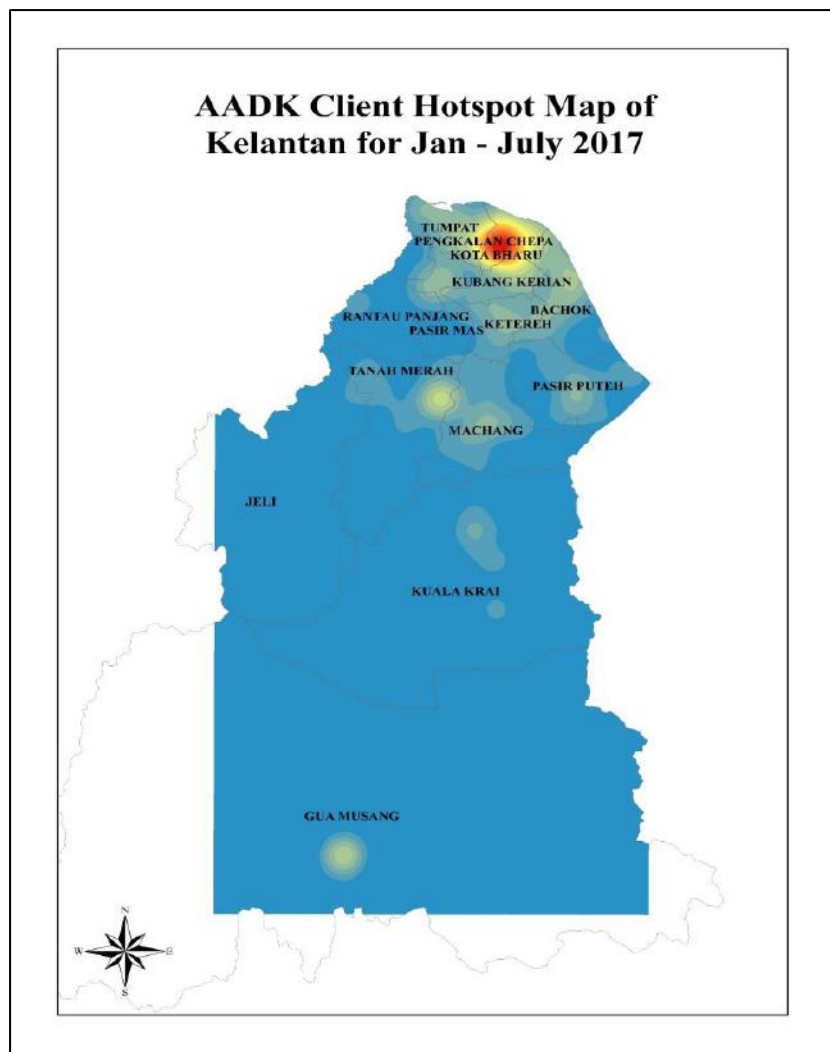 AADK Client Hotspot Map of
Kelantan for Jan - July 2017
TUMPAT
PENGKALAN CHEPA
KOTA BHARU
KUBANG KERIAN
BACHOK
RANTAU PANJANG
KETEREH
PASIR MAS
TANAH MERAH
PASIR PUTEH
MACHANG
JELI
KUALA KRAI
GUA MUSANG
N
W
E
S